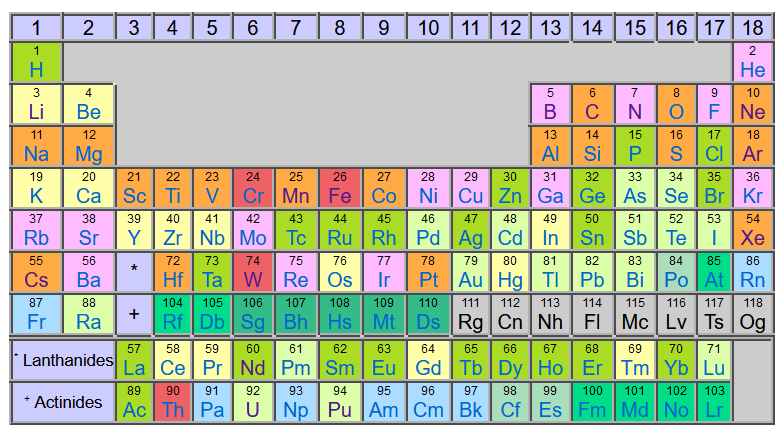 1 2 3 4 5 6 7 8 9 10 11 12 13 14 15 16 17 18
1 2
H He
3 4 5 6 7 8 9 10
Li Be B C N O F Ne
11 12 13 14 15 16 17 18
Na Mg Al Si P S Cl Ar
19 20 21 22 23 24 25 26 27 28 29 30 31 32 33 34 35 36
K Ca Sc Ti V Cr Mn Fe Co Ni Cu Zn Ga Ge As Se Br Kr
37 38 39 40 41 42 43 44 45 46 47 48 49 50 51 52 53 54
Rb Sr Y Zr Nb Mo Tc Ru Rh Pd Ag Cd In Sn Sb Te I Xe
55 56 * 72 73 74 75 76 77 78 79 80 81 82 83 84 85 86
Cs Ba Hf Ta W Re Os Ir Pt Au Hg Tl Pb Bi Po At Rn
87 88 + 104 105 106 107 108 109 110 111 112 113 114 115 116 117 118
Fr Ra Rf Db Sg Bh Hs Mt Ds Rg Cn Nh Fl Mc Lv Ts Og
* Lanthanides 57 58 59 60 61 62 63 64 65 66 67 68 69 70 71
La Ce Pr Nd Pm Sm Eu Gd Tb Dy Ho Er Tm Yb Lu
+ Actinides 89 90 91 92 93 94 95 96 97 98 99 100 101 102 103
Ac Th Pa U Np Pu Am Cm Bk Cf Es Fm Md No Lr